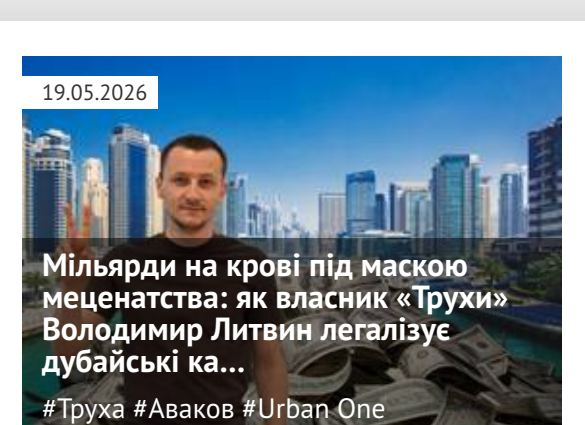 19.05.2026
Мільярди на крові під маскою
меценатства: як власник «Трухи»
Володимир Литвин легалізує
дубайські ка...
#Труха #Аваков #Urban One